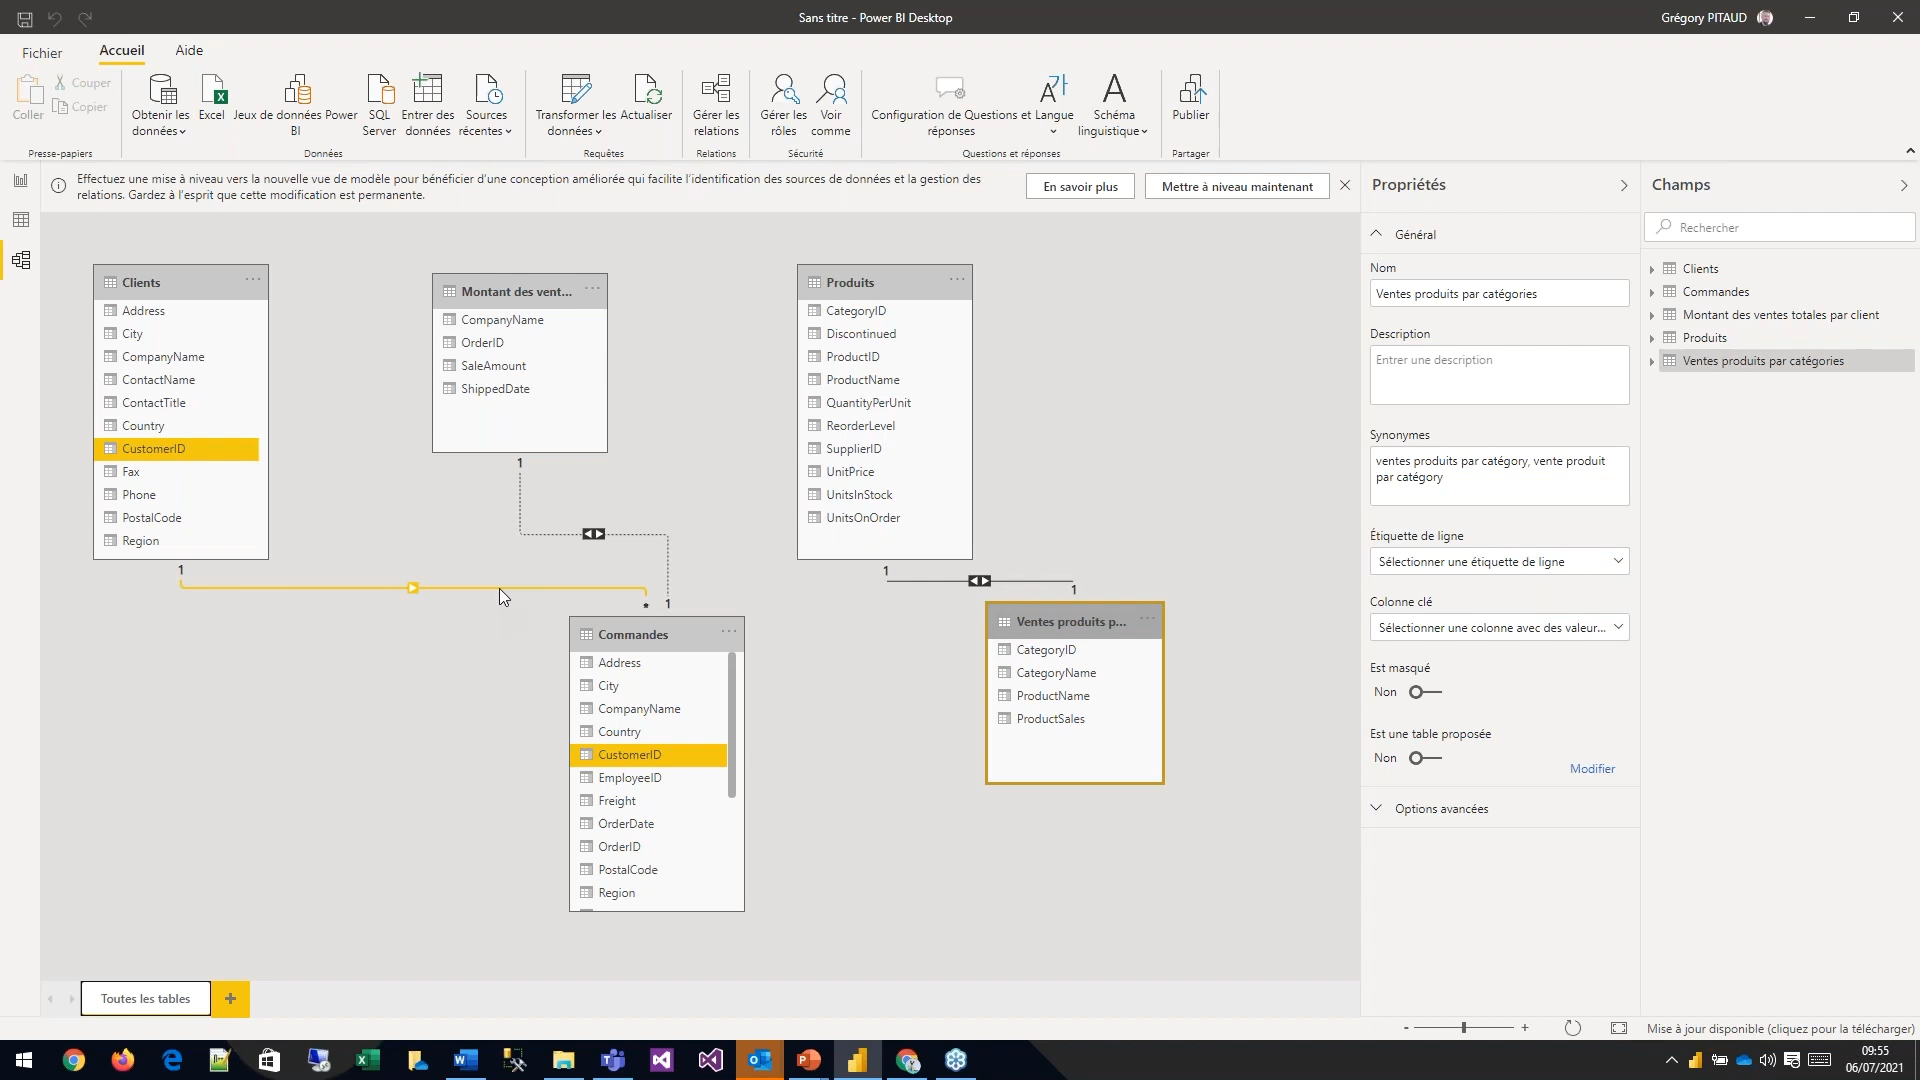 Sans titre - Power BI Desktop
Grégory PITAUD
Fichier
Accueil
Aide
Coller
Couper
Copier
Presse-papiers
Obtenir les
données
Excel
Jeux de données Power
BI
SQL
Server
Entrer des
données
Sources
récentes
Données
Transformer les
données
Actualiser
Requêtes
Gérer les
relations
Relations
Gérer les
rôles
Voir
comme
Sécurité
Configuration de Questions et
réponses
Langue
Schéma
linguistique
Questions et réponses
Publier
Partager
Effectuez une mise à niveau vers la nouvelle vue de modèle pour bénéficier d'une conception améliorée qui facilite l'identification des sources de données et la gestion des
relations. Gardez à l'esprit que cette modification est permanente.
En savoir plus
Mettre à niveau maintenant
Clients
Address
City
CompanyName
ContactName
ContactTitle
Country
CustomerID
Fax
Phone
PostalCode
Region
1
Montant des vent...
CompanyName
OrderID
SaleAmount
ShippedDate
1
Produits
CategoryID
Discontinued
ProductID
ProductName
QuantityPerUnit
ReorderLevel
SupplierID
UnitPrice
UnitsInStock
UnitsOnOrder
1
1
* 1
Commandes
Address
City
CompanyName
Country
CustomerID
EmployeeID
Freight
OrderDate
OrderID
PostalCode
Region
Ventes produits p...
CategoryID
CategoryName
ProductName
ProductSales
Toutes les tables
Propriétés
Général
Nom
Ventes produits par catégories
Description
Entrer une description
Synonymes
ventes produits par catégory, vente produit
par catégory
Étiquette de ligne
Sélectionner une étiquette de ligne
Colonne clé
Sélectionner une colonne avec des valeur...
Est masqué
Non
Est une table proposée
Non
Modifier
Options avancées
Champs
Rechercher
Clients
Commandes
Montant des ventes totales par client
Produits
Ventes produits par catégories
Mise à jour disponible (cliquez pour la télécharger)
09:55
06/07/2021